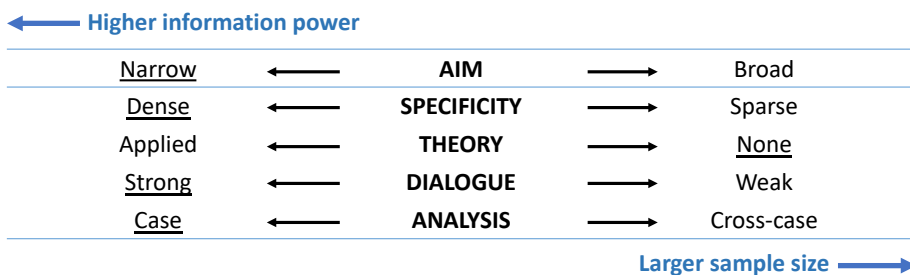 Higher information power
Narrow AIM Broad
Dense SPECIFICITY Sparse
Applied THEORY None
Strong DIALOGUE Weak
Case ANALYSIS Cross-case
Larger sample size